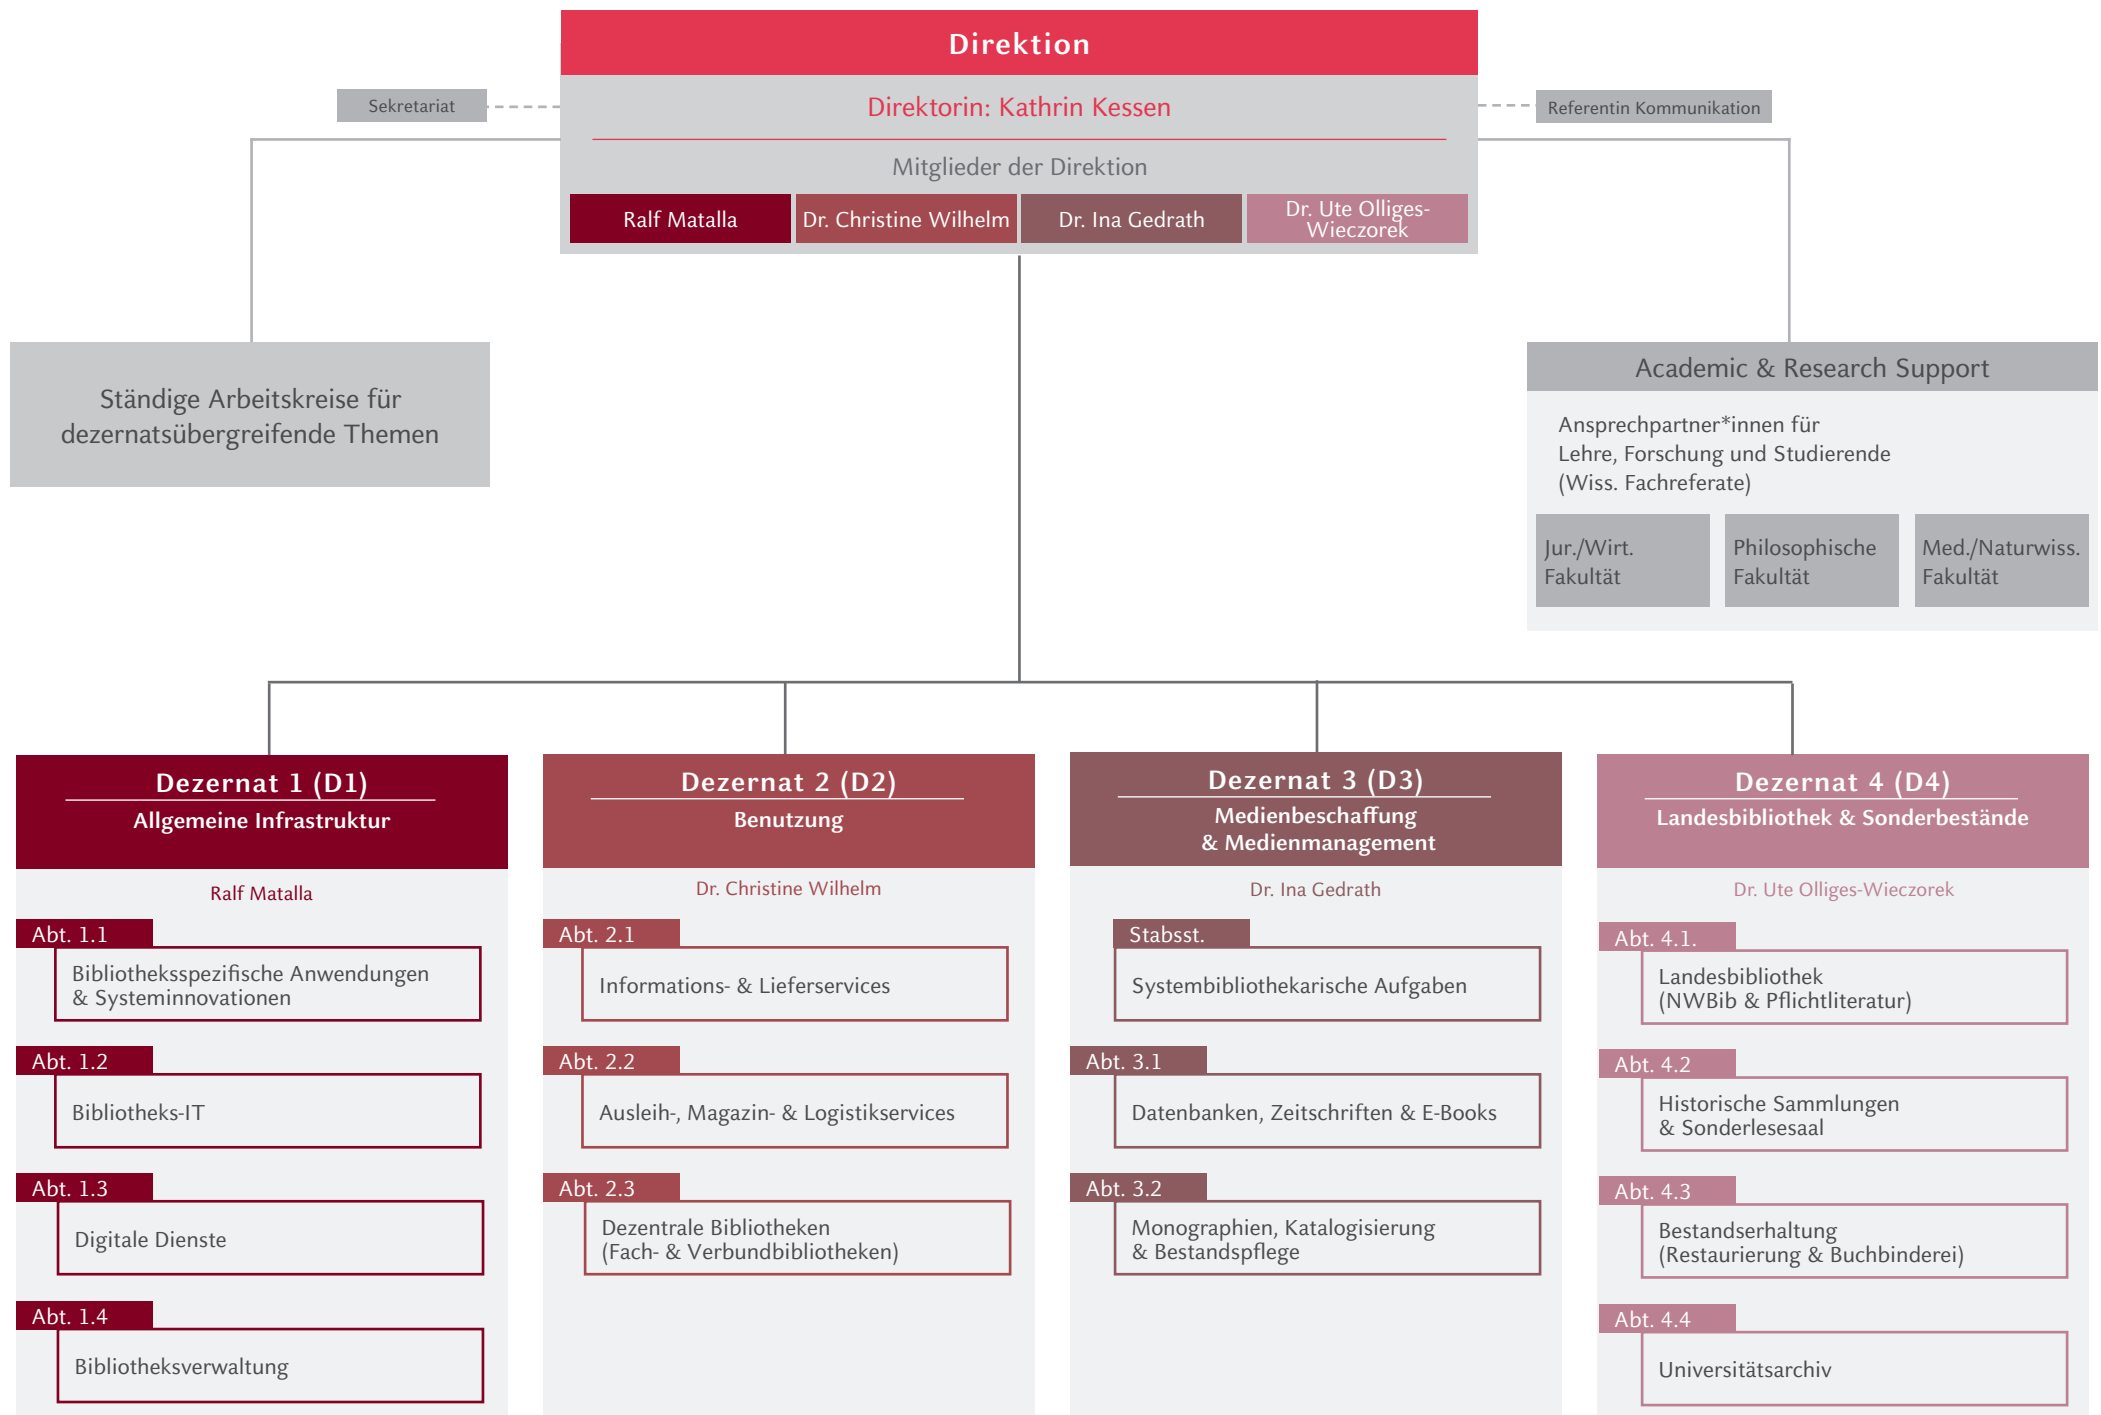 Direktion
Sekretariat
Direktorin: Kathrin Kessen
Referentin Kommunikation
Mitglieder der Direktion
Ralf Matalla
Dr. Christine Wilhelm
Dr. Ina Gedrath
Dr. Ute Olliges-
Wieczorek
Ständige Arbeitskreise für
dezernatsübergreifende Themen
Academic & Research Support
Ansprechpartner*innen für
Lehre, Forschung und Studierende
(Wiss. Fachreferate)
Jur./Wirt.
Fakultät
Philosophische
Fakultät
Med./Naturwiss.
Fakultät
Dezernat 1 (D1)
Allgemeine Infrastruktur
Ralf Matalla
Abt. 1.1
Bibliotheksspezifische Anwendungen
& Systeminnovationen
Abt. 1.2
Bibliotheks-IT
Abt. 1.3
Digitale Dienste
Abt. 1.4
Bibliotheksverwaltung
Dezernat 2 (D2)
Benutzung
Dr. Christine Wilhelm
Abt. 2.1
Informations- & Lieferservices
Abt. 2.2
Ausleih-, Magazin- & Logistikservices
Abt. 2.3
Dezentrale Bibliotheken
(Fach- & Verbundbibliotheken)
Dezernat 3 (D3)
Medienbeschaffung
& Medienmanagement
Dr. Ina Gedrath
Stabsst.
Systembibliothekarische Aufgaben
Abt. 3.1
Datenbanken, Zeitschriften & E-Books
Abt. 3.2
Monographien, Katalogisierung
& Bestandspflege
Dezernat 4 (D4)
Landesbibliothek & Sonderbestände
Dr. Ute Olliges-Wieczorek
Abt. 4.1.
Landesbibliothek
(NWBib & Pflichtliteratur)
Abt. 4.2
Historische Sammlungen
& Sonderlesesaal
Abt. 4.3
Bestandserhaltung
(Restaurierung & Buchbinderei)
Abt. 4.4
Universitätsarchiv